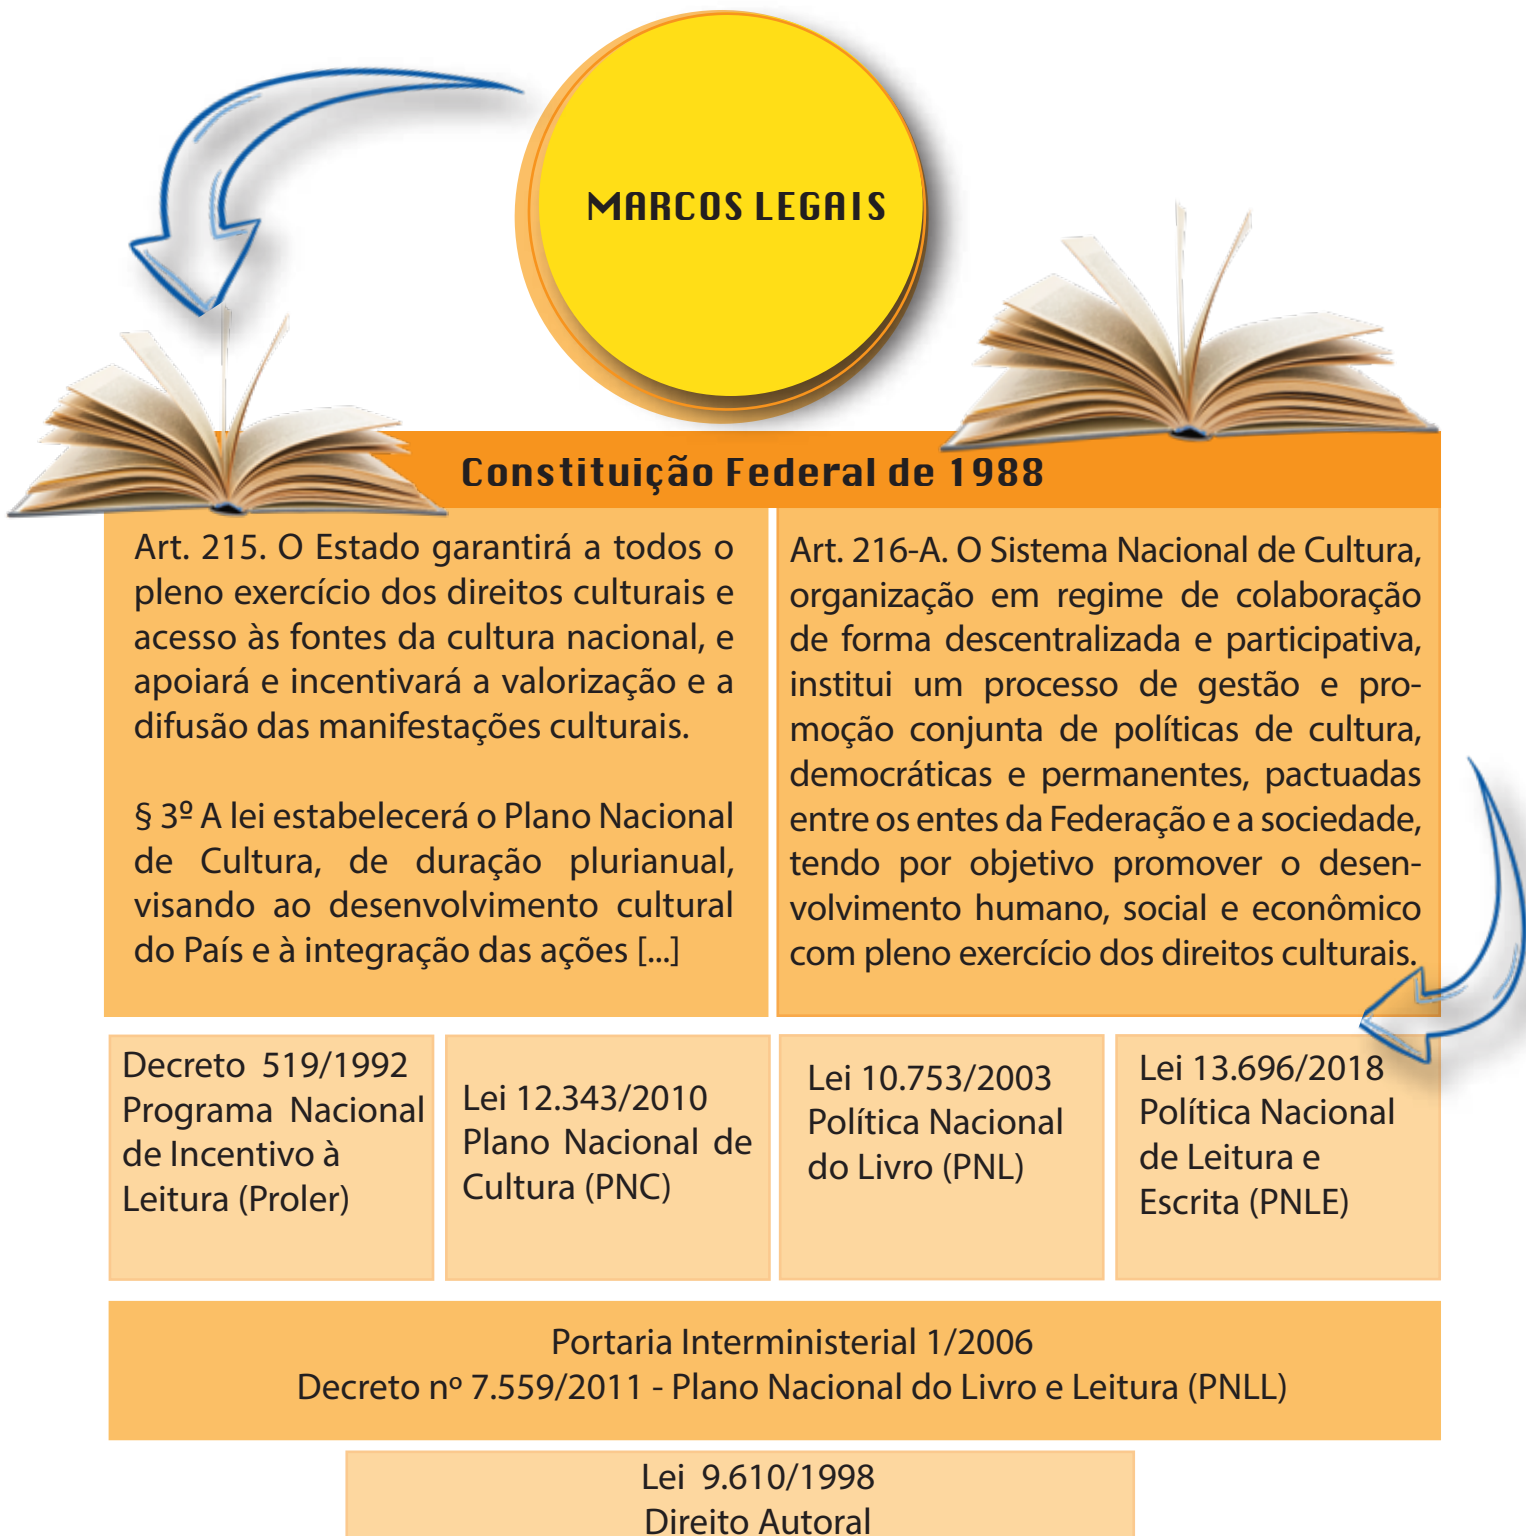 MARCOS LEGAIS
Constituição Federal de 1988
Art. 215. O Estado garantirá a todos o
pleno exercício dos direitos culturais e
acesso às fontes da cultura nacional, e
apoiará e incentivará a valorização e a
difusão das manifestações culturais.
§ 3º A lei estabelecerá o Plano Nacional
de Cultura, de duração plurianual,
visando ao desenvolvimento cultural
do País e à integração das ações [...]
Art. 216-A. O Sistema Nacional de Cultura,
organização em regime de colaboração
de forma descentralizada e participativa,
institui um processo de gestão e pro-
moção conjunta de políticas de cultura,
democráticas e permanentes, pactuadas
entre os entes da Federação e a sociedade,
tendo por objetivo promover o desen-
volvimento humano, social e econômico
com pleno exercício dos direitos culturais.
Decreto 519/1992
Programa Nacional
de Incentivo à
Leitura (Proler)
Lei 12.343/2010
Plano Nacional de
Cultura (PNC)
Lei 10.753/2003
Política Nacional
do Livro (PNL)
Lei 13.696/2018
Política Nacional
de Leitura e
Escrita (PNLE)
Portaria Interministerial 1/2006
Decreto nº 7.559/2011 - Plano Nacional do Livro e Leitura (PNLL)
Lei 9.610/1998
Direito Autoral